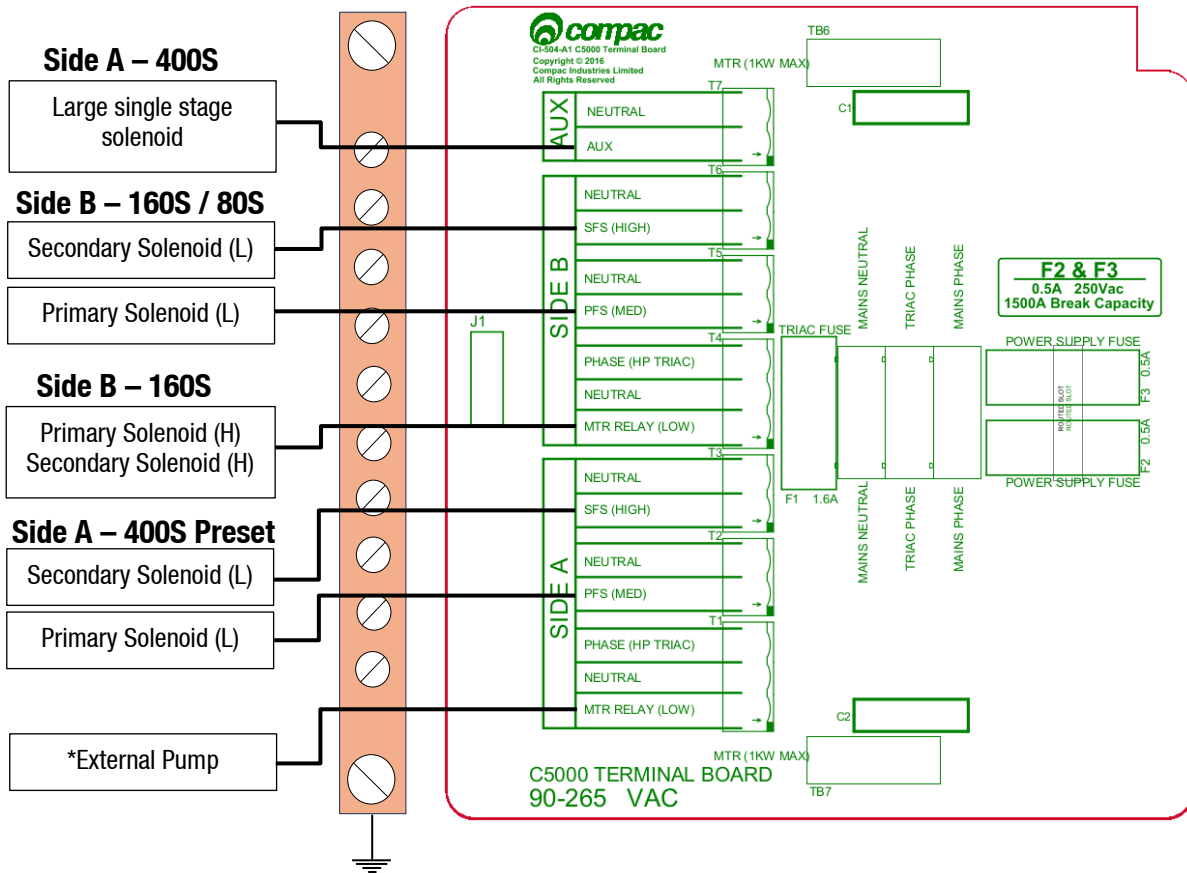 Side A – 400S
Large single stage
solenoid
Side B – 160S / 80S
Secondary Solenoid (L)
Primary Solenoid (L)
Side B – 160S
Primary Solenoid (H)
Secondary Solenoid (H)
Side A – 400S Preset
Secondary Solenoid (L)
Primary Solenoid (L)
*External Pump
compac
CI-504-A1 C5000 Terminal Board
Copyright © 2016
Compac Industries Limited
All Rights Reserved
TB6
MTR (1KW MAX)
C1
AUX
T7
NEUTRAL
AUX
SIDE B
T6
NEUTRAL
SFS (HIGH)
T5
NEUTRAL
PFS (MED)
T4
PHASE (HP TRIAC)
NEUTRAL
MTR RELAY (LOW)
J1
SIDE A
T3
NEUTRAL
SFS (HIGH)
T2
NEUTRAL
PFS (MED)
T1
PHASE (HP TRIAC)
NEUTRAL
MTR RELAY (LOW)
MAINS NEUTRAL
TRIAC PHASE
MAINS PHASE
F2 & F3
0.5A 250Vac
1500A Break Capacity
TRIAC FUSE
F1 1.6A
POWER SUPPLY FUSE
F3 0.5A
ROUTED SLOT
ROUTED SLOT
F2 0.5A
POWER SUPPLY FUSE
MAINS NEUTRAL
TRIAC PHASE
MAINS PHASE
C2
MTR (1KW MAX)
TB7
C5000 TERMINAL BOARD
90-265 VAC